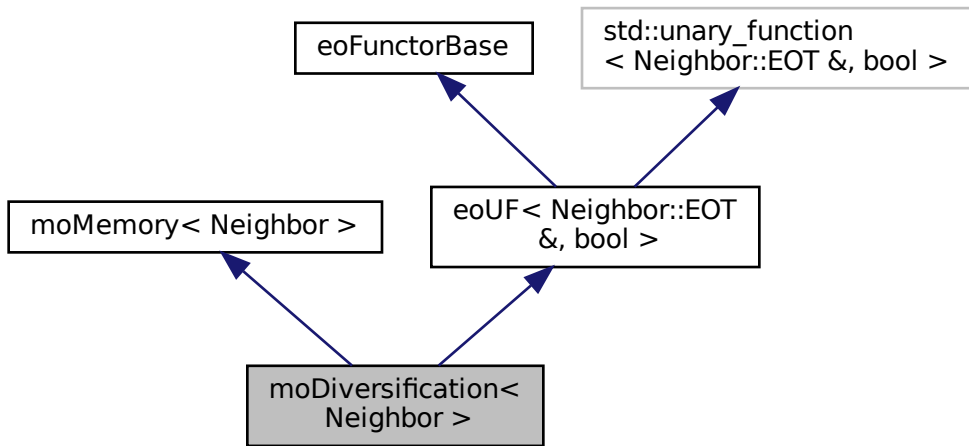 eoFunctorBase
std::unary_function
< Neighbor::EOT &, bool >
moMemory< Neighbor >
eoUF< Neighbor::EOT
&, bool >
moDiversification<
Neighbor >